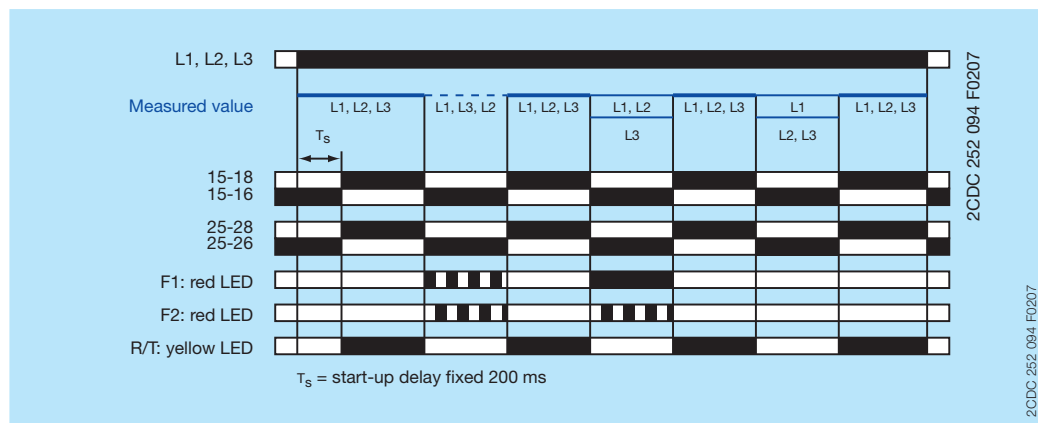 L1, L2, L3
Measured value
L1, L2, L3
L1, L3, L2
L1, L2, L3
L1, L2
L1, L2, L3
L1
L1, L2, L3
L3
L2, L3
Ts
15-18
15-16
25-28
25-26
F1: red LED
F2: red LED
R/T: yellow LED
Ts = start-up delay fixed 200 ms
2CDC 252 094 F0207
2CDC 252 094 F0207